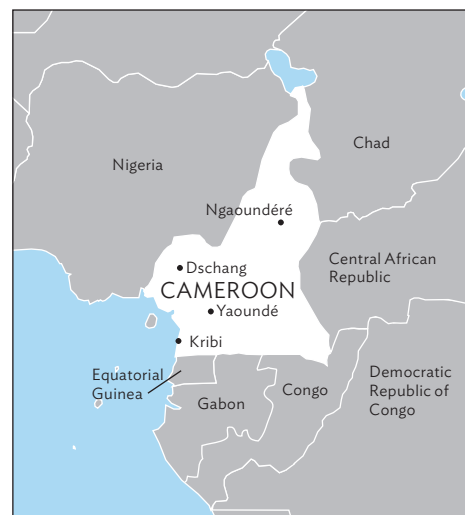 Nigeria
Chad
Ngaoundéré
Central African
Republic
Dschang
CAMEROON
Yaoundé
Kribi
Equatorial
Guinea
Gabon
Congo
Democratic
Republic of
Congo